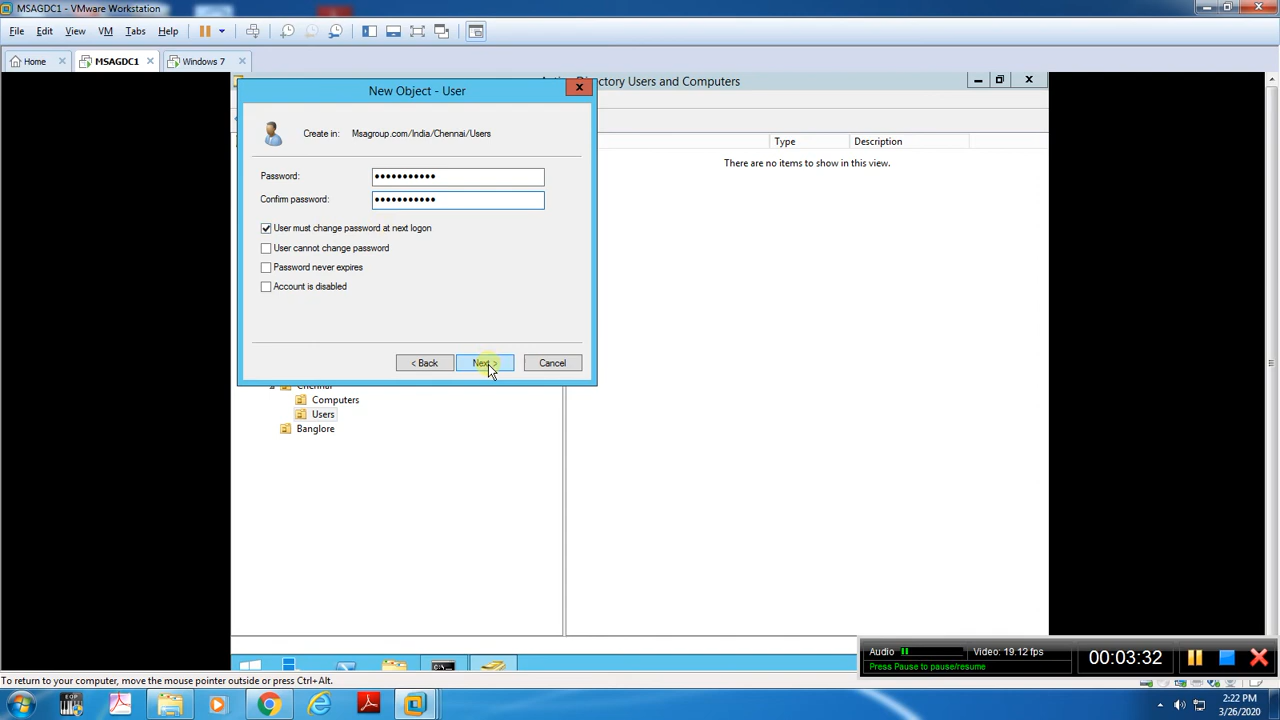 MSAGDC1 - VMware Workstation
File Edit View VM Tabs Help
Home MSAGDC1 Windows 7
Directory Users and Computers
New Object - User
Create in: Msagroup.com/India/Chennai/Users
Type Description
There are no items to show in this view.
Password: •••••••••••
Confirm password: •••••••••••
User must change password at next logon
User cannot change password
Password never expires
Account is disabled
< Back Next > Cancel
Chennai
Computers
Users
Banglore
Audio Video: 19.12 fps
Press Pause to pause/resume
00:03:32
To return to your computer, move the mouse pointer outside or press Ctrl+Alt.
EQP
2:22 PM
3/26/2020